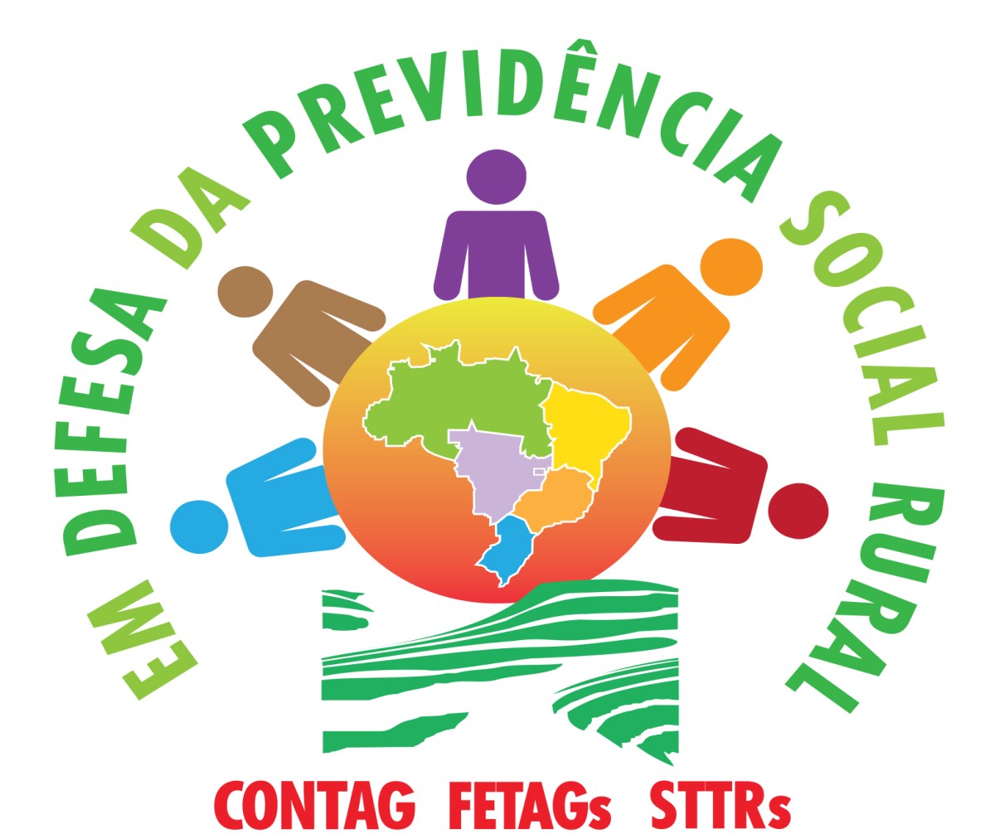 EM DEFESA DA PREVIDÊNCIA SOCIAL RURAL
CONTAG FETAGs STTRs